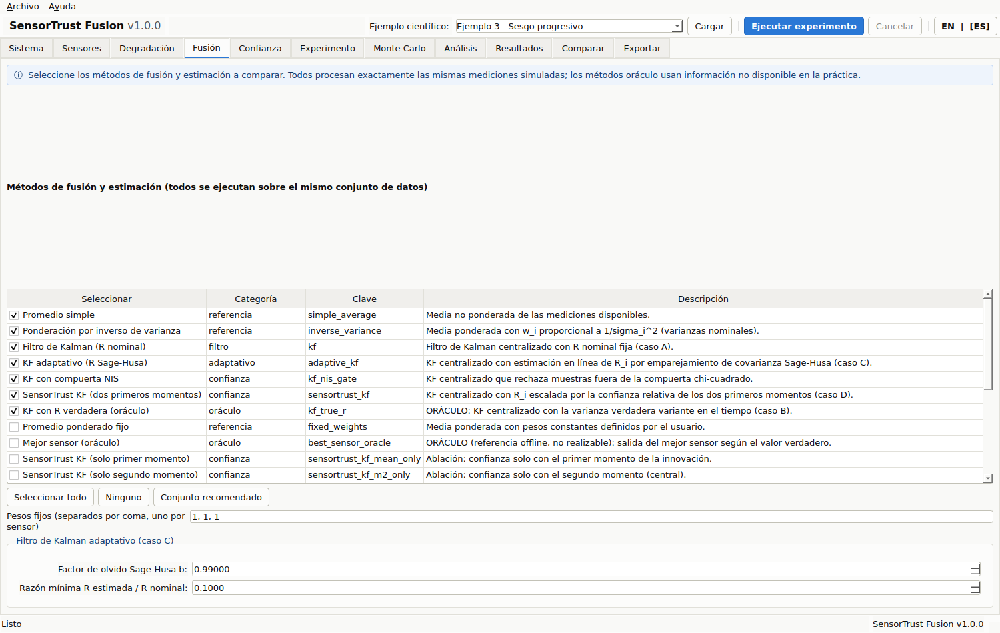 Archivo Ayuda
SensorTrust Fusion v1.0.0 Ejemplo científico: Ejemplo 3 - Sesgo progresivo Cargar Ejecutar experimento Cancelar EN | [ES]
Sistema Sensores Degradación Fusión Confianza Experimento Monte Carlo Análisis Resultados Comparar Exportar
ⓘ Seleccione los métodos de fusión y estimación a comparar. Todos procesan exactamente las mismas mediciones simuladas; los métodos oráculo usan información no disponible en la práctica.
Métodos de fusión y estimación (todos se ejecutan sobre el mismo conjunto de datos)
Seleccionar Categoría Clave Descripción
Promedio simple referencia simple_average Media no ponderada de las mediciones disponibles.
Ponderación por inverso de varianza referencia inverse_variance Media ponderada con w_i proporcional a 1/sigma_i^2 (varianzas nominales).
Filtro de Kalman (R nominal) filtro kf Filtro de Kalman centralizado con R nominal fija (caso A).
KF adaptativo (R Sage-Husa) adaptativo adaptive_kf KF centralizado con estimación en línea de R_i por emparejamiento de covarianza Sage-Husa (caso C).
KF con compuerta NIS confianza kf_nis_gate KF centralizado que rechaza muestras fuera de la compuerta chi-cuadrado.
SensorTrust KF (dos primeros momentos) confianza sensortrust_kf KF centralizado con R_i escalada por la confianza relativa de los dos primeros momentos (caso D).
KF con R verdadera (oráculo) oráculo kf_true_r ORÁCULO: KF centralizado con la varianza verdadera variante en el tiempo (caso B).
Promedio ponderado fijo referencia fixed_weights Media ponderada con pesos constantes definidos por el usuario.
Mejor sensor (oráculo) oráculo best_sensor_oracle ORÁCULO (referencia offline, no realizable): salida del mejor sensor según el valor verdadero.
SensorTrust KF (solo primer momento) confianza sensortrust_kf_mean_only Ablación: confianza solo con el primer momento de la innovación.
SensorTrust KF (solo segundo momento) confianza sensortrust_kf_m2_only Ablación: confianza solo con el segundo momento (central).
Seleccionar todo Ninguno Conjunto recomendado
Pesos fijos (separados por coma, uno por
sensor) 1, 1, 1
Filtro de Kalman adaptativo (caso C)
Factor de olvido Sage-Husa b: 0.99000
Razón mínima R estimada / R nominal: 0.1000
Listo SensorTrust Fusion v1.0.0